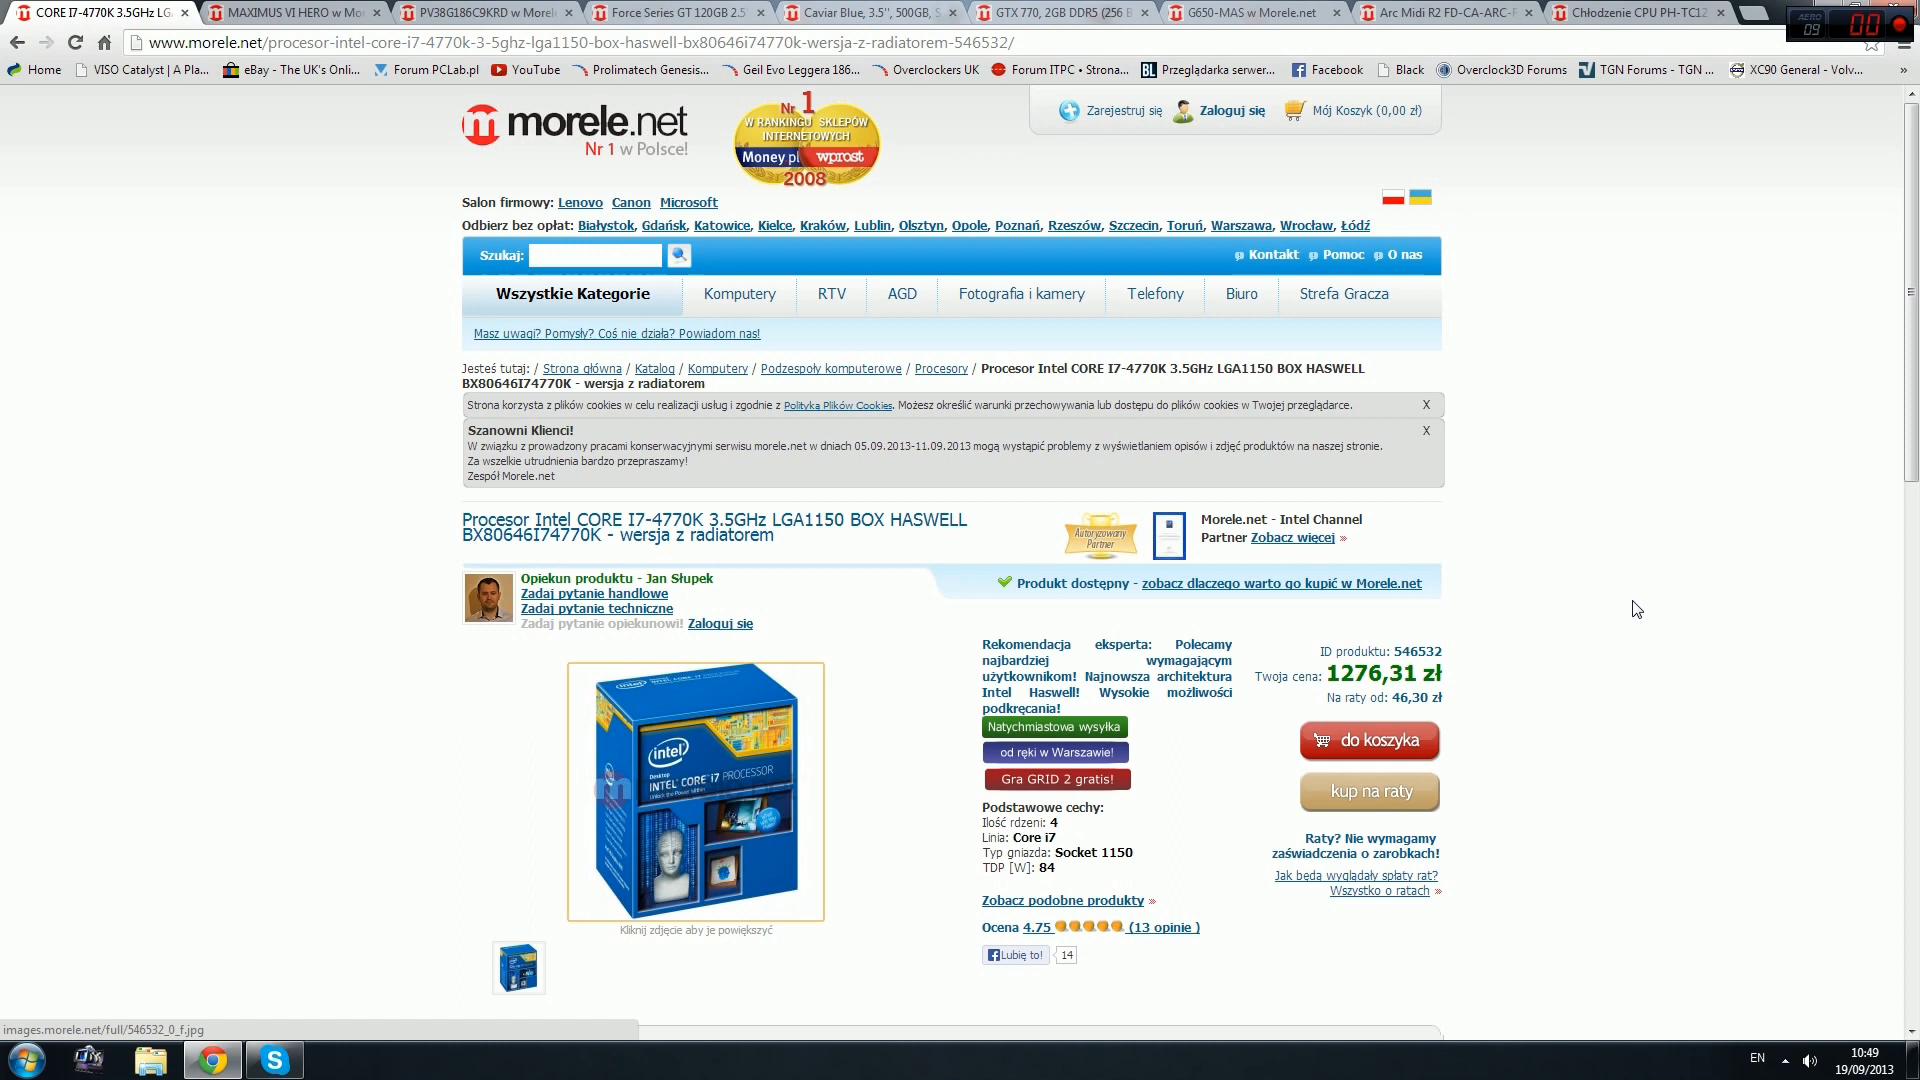 CORE I7-4770K 3.5GHz LG
MAXIMUS VI HERO w Mo
PV38G186C9KRD w Morel
Force Series GT 120GB 2.5
Caviar Blue, 3.5'', 500GB, S
GTX 770, 2GB DDR5 (256 B
G650-MAS w Morele.net
Arc Midi R2 FD-CA-ARC-F
Chłodzenie CPU PH-TC12
AERO
09
00
www.morele.net/procesor-intel-core-i7-4770k-3-5ghz-lga1150-box-haswell-bx80646i74770k-wersja-z-radiatorem-546532/
Home
VISO Catalyst | A Pla...
eBay - The UK's Onli...
Forum PCLab.pl
YouTube
Prolimatech Genesis...
Geil Evo Leggera 186...
Overclockers UK
Forum ITPC • Strona...
BL
Przeglądarka serwer...
Facebook
Black
Overclock3D Forums
TGN Forums - TGN ...
XC90 General - Volv...
»
morele.net
Nr 1 w Polsce!
Nr 1
W RANKINGU SKLEPÓW
INTERNETOWYCH
Money.pl wprost
2008
Zarejestruj się
Zaloguj się
Mój Koszyk (0,00 zł)
Salon firmowy: Lenovo Canon Microsoft
Odbierz bez opłat: Białystok, Gdańsk, Katowice, Kielce, Kraków, Lublin, Olsztyn, Opole, Poznań, Rzeszów, Szczecin, Toruń, Warszawa, Wrocław, Łódź
Szukaj:
Kontakt
Pomoc
O nas
Wszystkie Kategorie
Komputery
RTV
AGD
Fotografia i kamery
Telefony
Biuro
Strefa Gracza
Masz uwagi? Pomysły? Coś nie działa? Powiadom nas!
Jesteś tutaj: / Strona główna / Katalog / Komputery / Podzespoły komputerowe / Procesory / Procesor Intel CORE I7-4770K 3.5GHz LGA1150 BOX HASWELL
BX80646I74770K - wersja z radiatorem
Strona korzysta z plików cookies w celu realizacji usług i zgodnie z Polityką Plików Cookies. Możesz określić warunki przechowywania lub dostępu do plików cookies w Twojej przeglądarce.
X
Szanowni Klienci!
X
W związku z prowadzony pracami konserwacyjnymi serwisu morele.net w dniach 05.09.2013-11.09.2013 mogą wystąpić problemy z wyświetlaniem opisów i zdjęć produktów na naszej stronie.
Za wszelkie utrudnienia bardzo przepraszamy!
Zespół Morele.net
Procesor Intel CORE I7-4770K 3.5GHz LGA1150 BOX HASWELL
BX80646I74770K - wersja z radiatorem
Autoryzowany
Partner
Morele.net - Intel Channel
Partner Zobacz więcej »
Opiekun produktu - Jan Słupek
Zadaj pytanie handlowe
Zadaj pytanie techniczne
Zadaj pytanie opiekunowi! Zaloguj się
Produkt dostępny - zobacz dlaczego warto go kupić w Morele.net
intel
Desktop
INTEL® CORE™ i7 PROCESSOR
Unlock the Power Within
Kliknij zdjęcie aby je powiększyć
Rekomendacja eksperta: Polecamy
najbardziej wymagającym
użytkownikom! Najnowsza architektura
Intel Haswell! Wysokie możliwości
podkręcania!
Natychmiastowa wysyłka
od ręki w Warszawie!
Gra GRID 2 gratis!
Podstawowe cechy:
Ilość rdzeni: 4
Linia: Core i7
Typ gniazda: Socket 1150
TDP [W]: 84
Zobacz podobne produkty »
Ocena 4.75 (13 opinie )
Lubię to!
14
ID produktu: 546532
Twoja cena: 1276,31 zł
Na raty od: 46,30 zł
do koszyka
kup na raty
Raty? Nie wymagamy
zaświadczenia o zarobkach!
Jak będą wyglądały spłaty rat?
Wszystko o ratach »
images.morele.net/full/546532_0_f.jpg
EN
10:49
19/09/2013